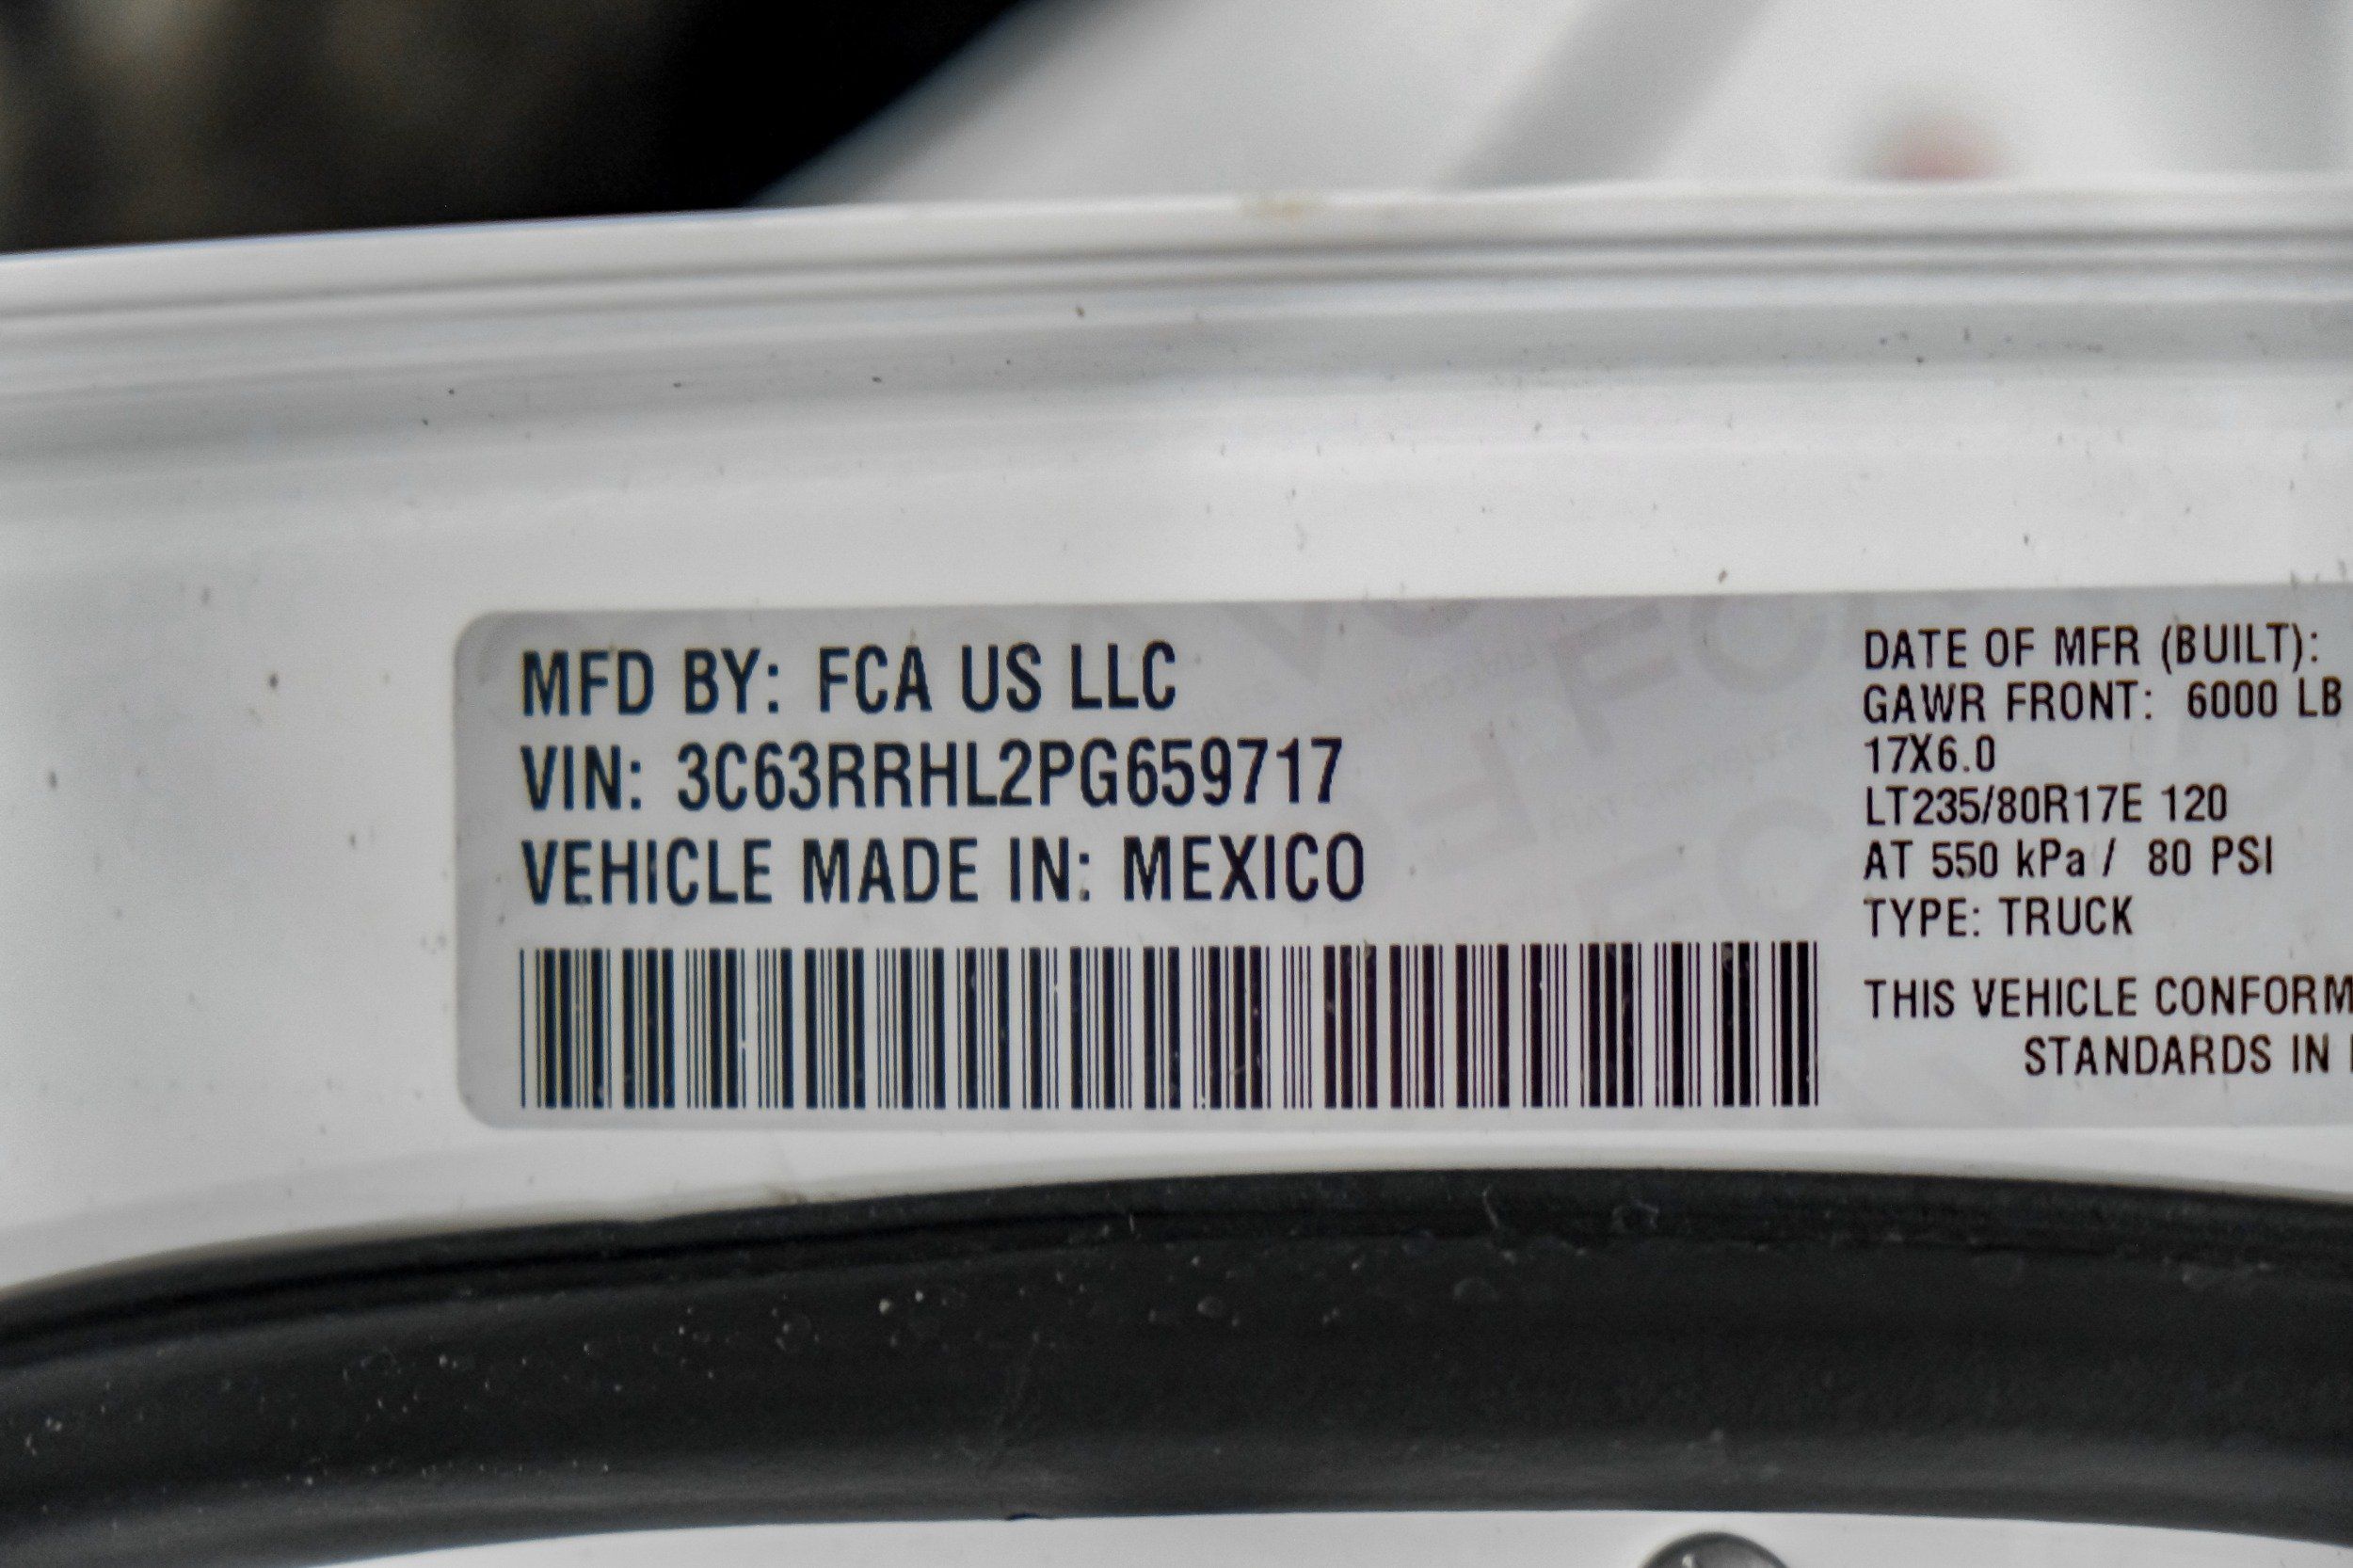 MFD BY: FCA US LLC
VIN: 3C63RRHL2PG659717
VEHICLE MADE IN: MEXICO
DATE OF MFR (BUILT):
GAWR FRONT: 6000 LB
17X6.0
LT235/80R17E 120
AT 550 kPa / 80 PSI
TYPE: TRUCK
THIS VEHICLE CONFORM
STANDARDS IN